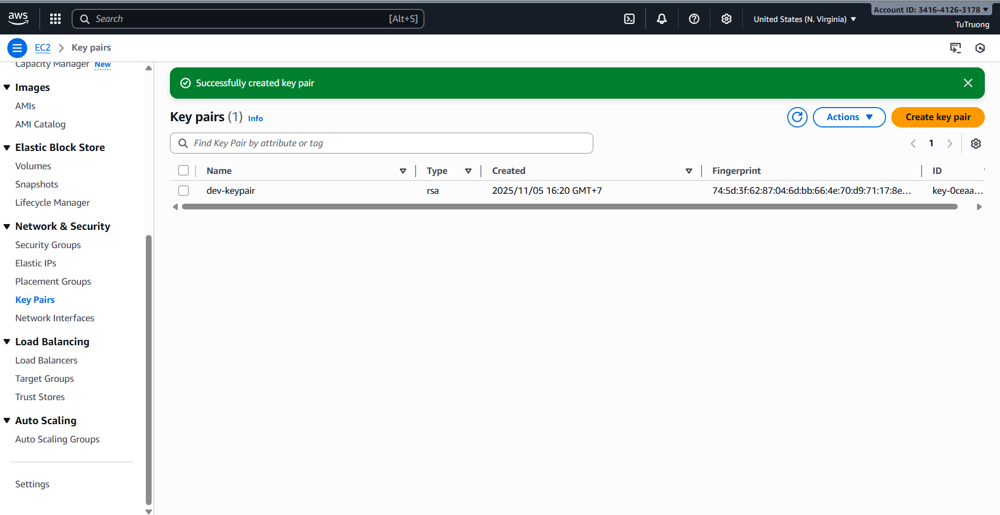 aws
Search
[Alt+S]
United States (N. Virginia)
Account ID: 3416-4126-3178
TuTruong
EC2
Key pairs
Capacity Manager New
Images
AMIs
AMI Catalog
Elastic Block Store
Volumes
Snapshots
Lifecycle Manager
Network & Security
Security Groups
Elastic IPs
Placement Groups
Key Pairs
Network Interfaces
Load Balancing
Load Balancers
Target Groups
Trust Stores
Auto Scaling
Auto Scaling Groups
Settings
Successfully created key pair
Key pairs (1) Info
Actions
Create key pair
Find Key Pair by attribute or tag
1
Name Type Created Fingerprint ID
dev-keypair rsa 2025/11/05 16:20 GMT+7 74:5d:3f:62:87:04:6d:bb:66:4e:70:d9:71:17:8e... key-0ceaa...